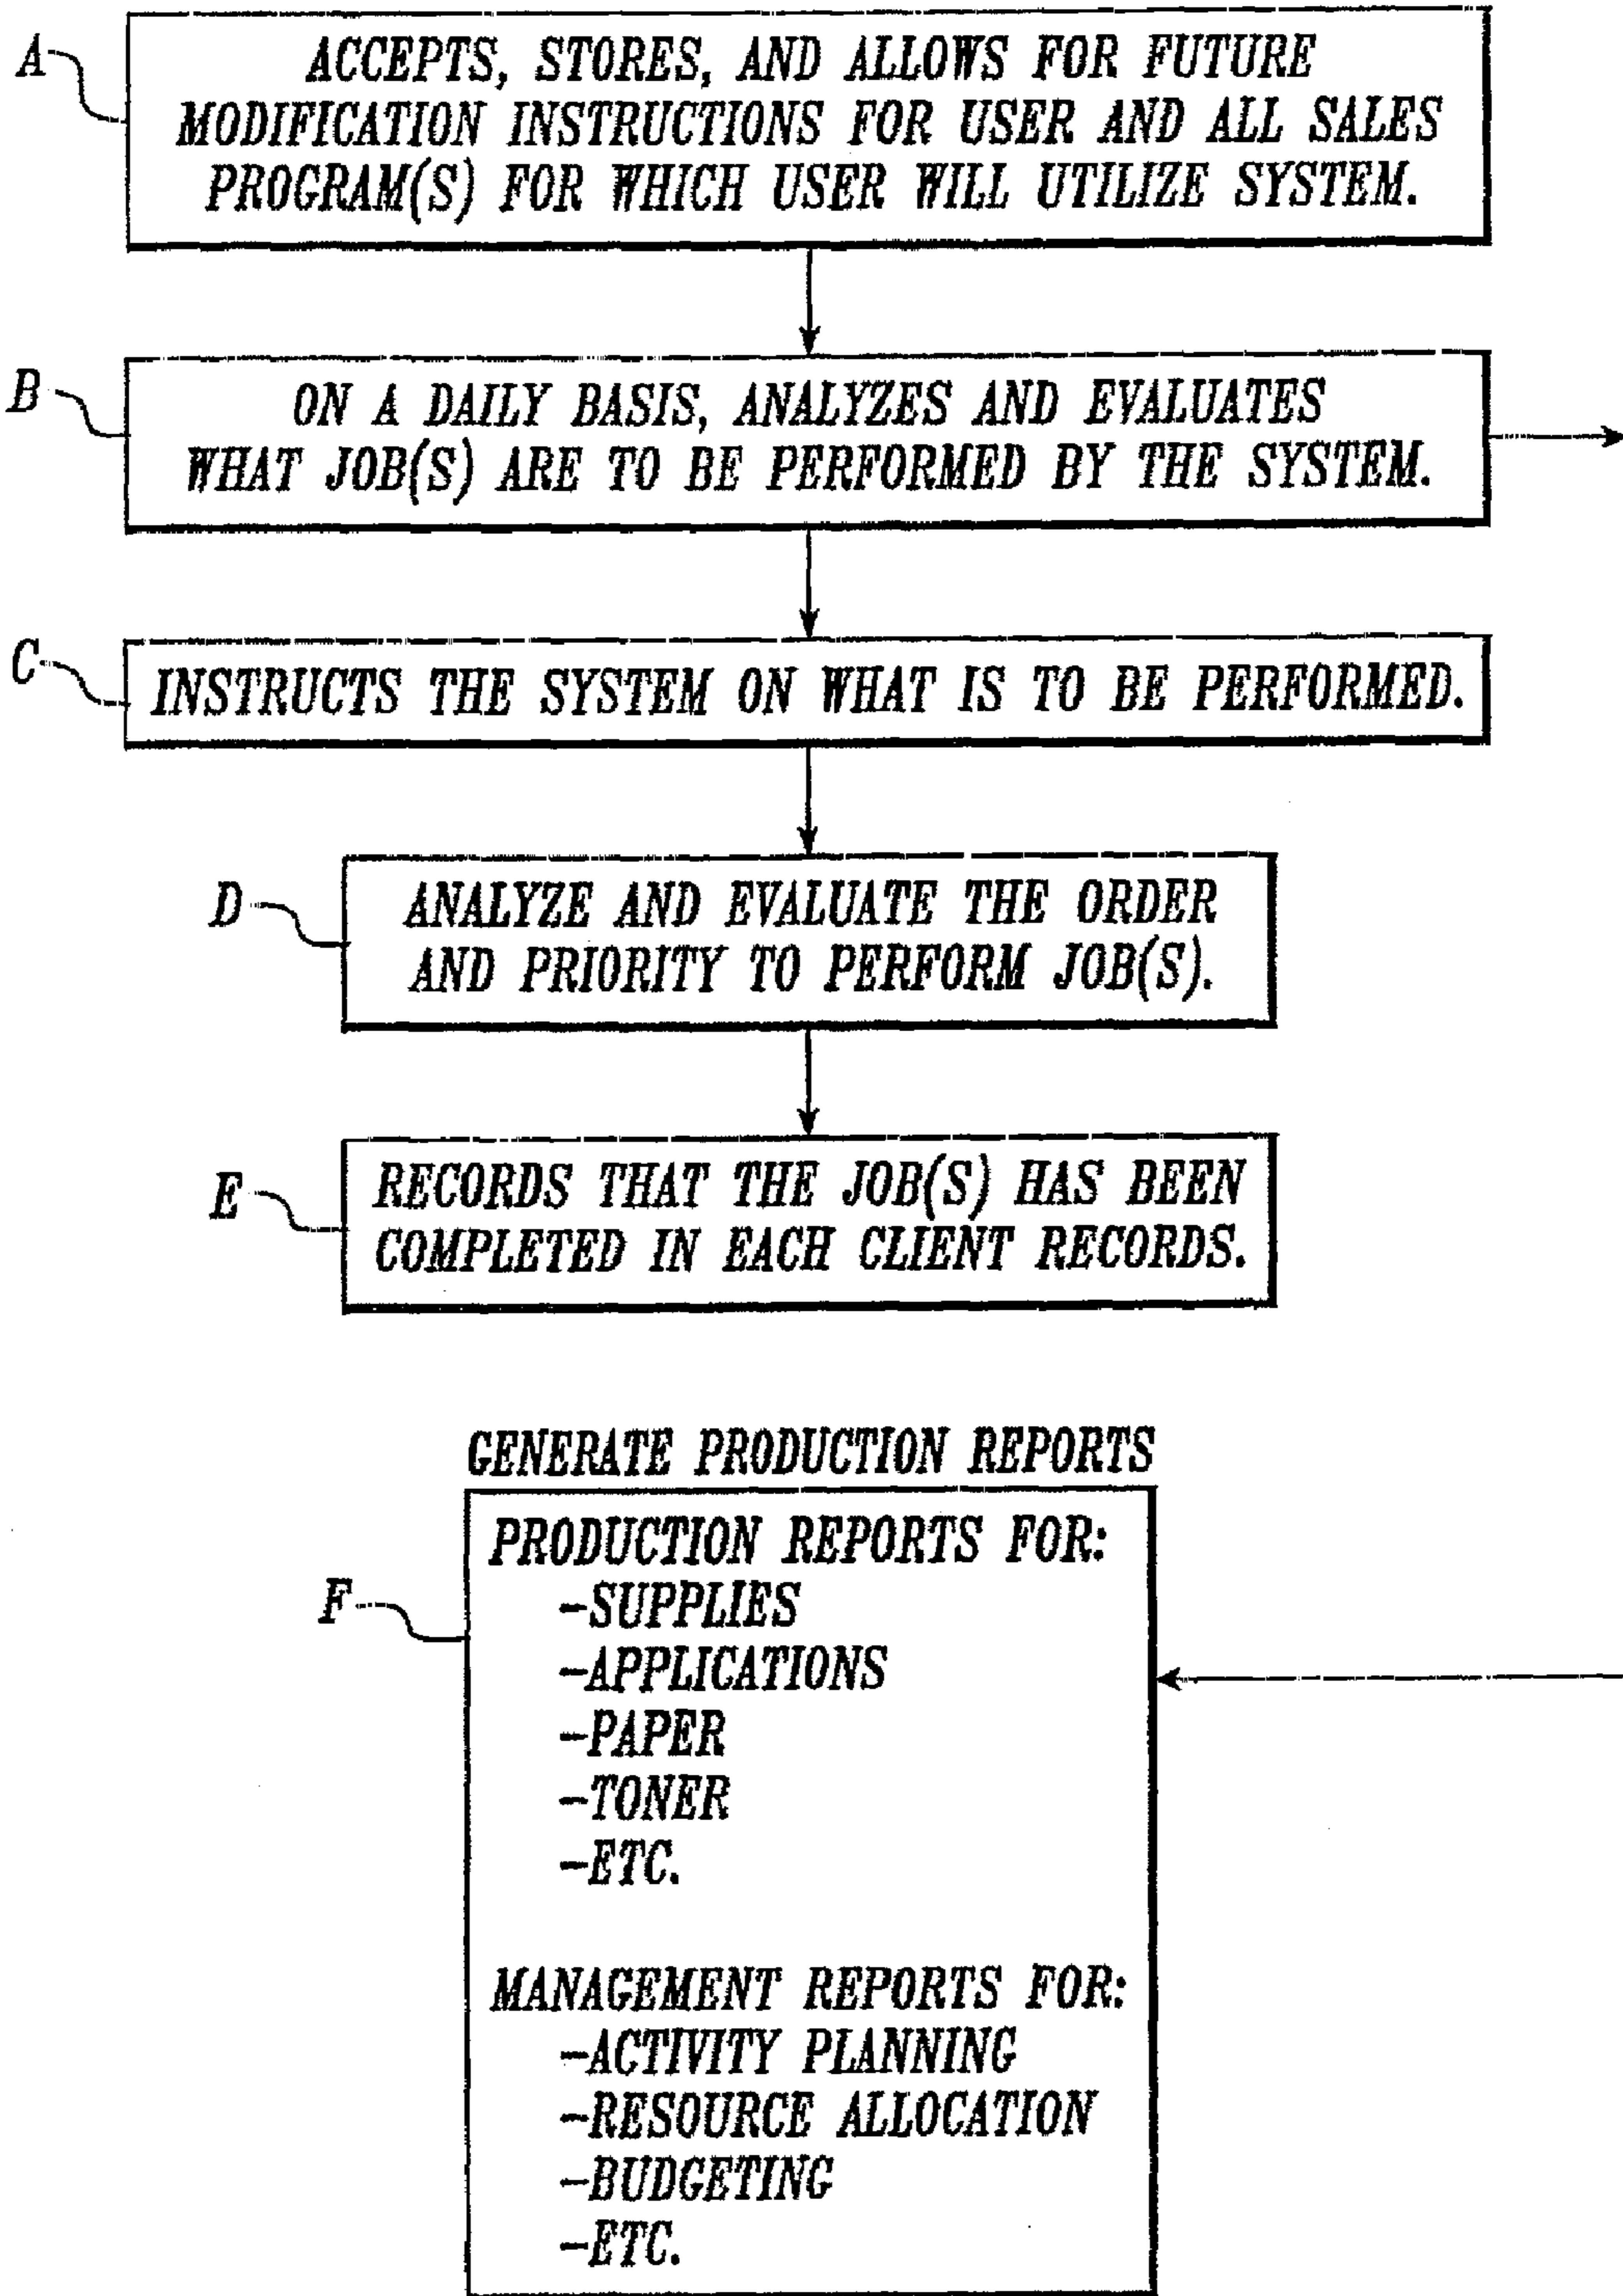 A
ACCEPTS, STORES, AND ALLOWS FOR FUTURE
MODIFICATION INSTRUCTIONS FOR USER AND ALL SALES
PROGRAM(S) FOR WHICH USER WILL UTILIZE SYSTEM.
B
ON A DAILY BASIS, ANALYZES AND EVALUATES
WHAT JOB(S) ARE TO BE PERFORMED BY THE SYSTEM.
C
INSTRUCTS THE SYSTEM ON WHAT IS TO BE PERFORMED.
D
ANALYZE AND EVALUATE THE ORDER
AND PRIORITY TO PERFORM JOB(S).
E
RECORDS THAT THE JOB(S) HAS BEEN
COMPLETED IN EACH CLIENT RECORDS.
GENERATE PRODUCTION REPORTS
F
PRODUCTION REPORTS FOR:
-SUPPLIES
-APPLICATIONS
-PAPER
-TONER
-ETC.
MANAGEMENT REPORTS FOR:
-ACTIVITY PLANNING
-RESOURCE ALLOCATION
-BUDGETING
-ETC.